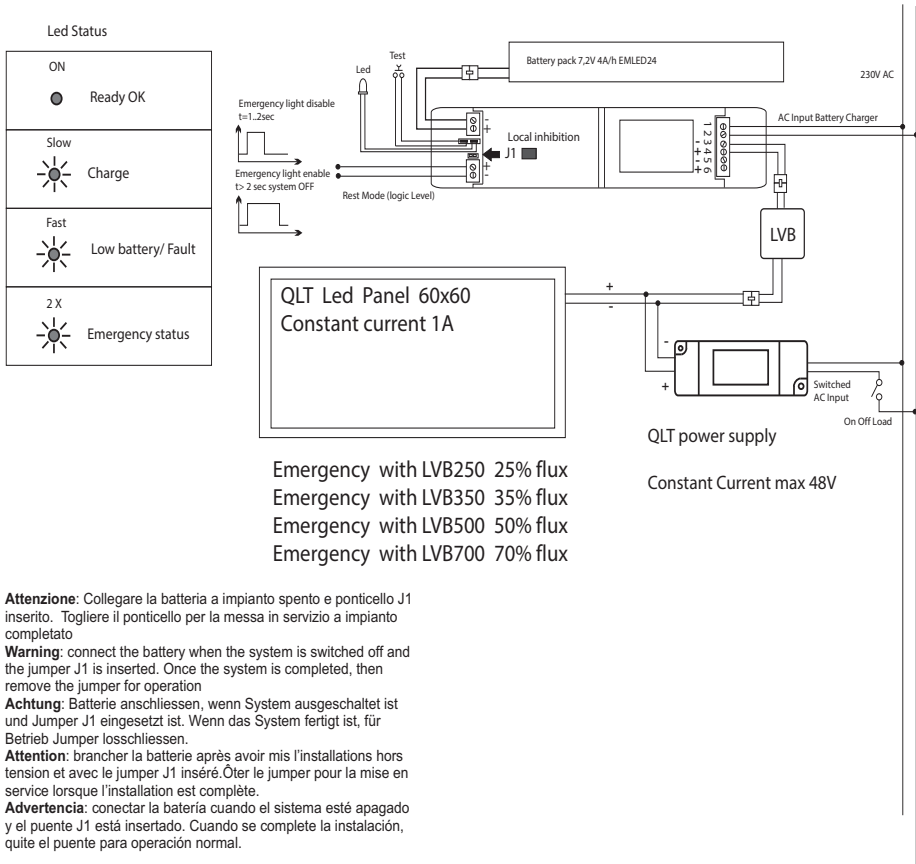 Led Status
ON
Ready OK
Slow
Charge
Fast
Low battery/ Fault
2 X
Emergency status
Emergency light disable
t=1..2sec
Emergency light enable
t> 2 sec system OFF
Led
Test
Battery pack 7,2V 4A/h EMLED24
230V AC
AC Input Battery Charger
-
+
Local inhibition
J1
+
-
Rest Mode (logic Level)
1 2 3 4 5 6
- + - +
LVB
QLT Led Panel 60x60
Constant current 1A
+
-
-
+
Switched
AC Input
On Off Load
QLT power supply
Constant Current max 48V
Emergency with LVB250 25% flux
Emergency with LVB350 35% flux
Emergency with LVB500 50% flux
Emergency with LVB700 70% flux
Attenzione: Collegare la batteria a impianto spento e ponticello J1
inserito. Togliere il ponticello per la messa in servizio a impianto
completato
Warning: connect the battery when the system is switched off and
the jumper J1 is inserted. Once the system is completed, then
remove the jumper for operation
Achtung: Batterie anschliessen, wenn System ausgeschaltet ist
und Jumper J1 eingesetzt ist. Wenn das System fertigt ist, für
Betrieb Jumper losschliessen.
Attention: brancher la batterie après avoir mis l'installations hors
tension et avec le jumper J1 inséré.Ôter le jumper pour la mise en
service lorsque l'installation est complète.
Advertencia: conectar la batería cuando el sistema esté apagado
y el puente J1 está insertado. Cuando se complete la instalación,
quite el puente para operación normal.